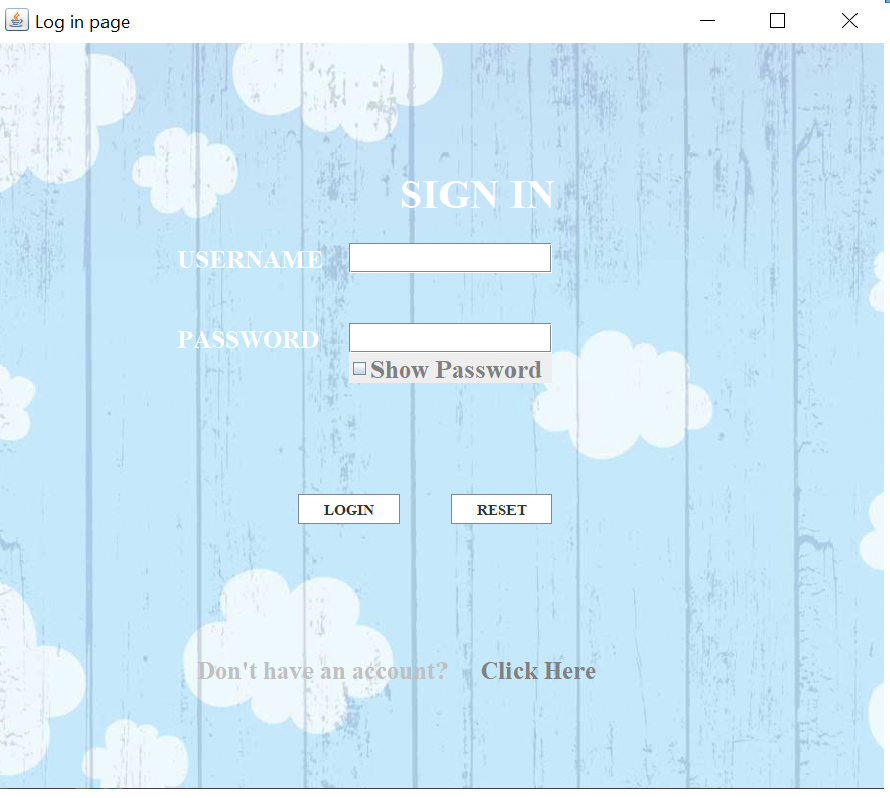 Log in page
SIGN IN
USERNAME
PASSWORD
Show Password
LOGIN RESET
Don't have an account? Click Here